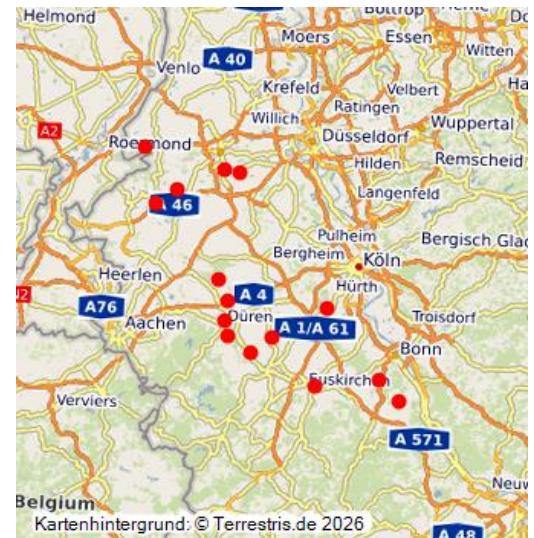 Helmond
Bottrop
Essen
Moers
Witten
A 40
Venlo
Krefeld
Velbert
Ratingen
Willich
Wuppertal
A2
Düsseldorf
Roermond
Hilden
Remscheid
Langenfeld
A 46
Pulheim
Bergisch Glad
Bergheim
Köln
Heerlen
Hürth
A 4
A76
Düren
Troisdorf
Aachen
A 1/A 61
Bonn
Euskirchen
Verviers
A 571
Neuw
Belgium
Kartenhintergrund: © Terrestris.de 2026
A 48